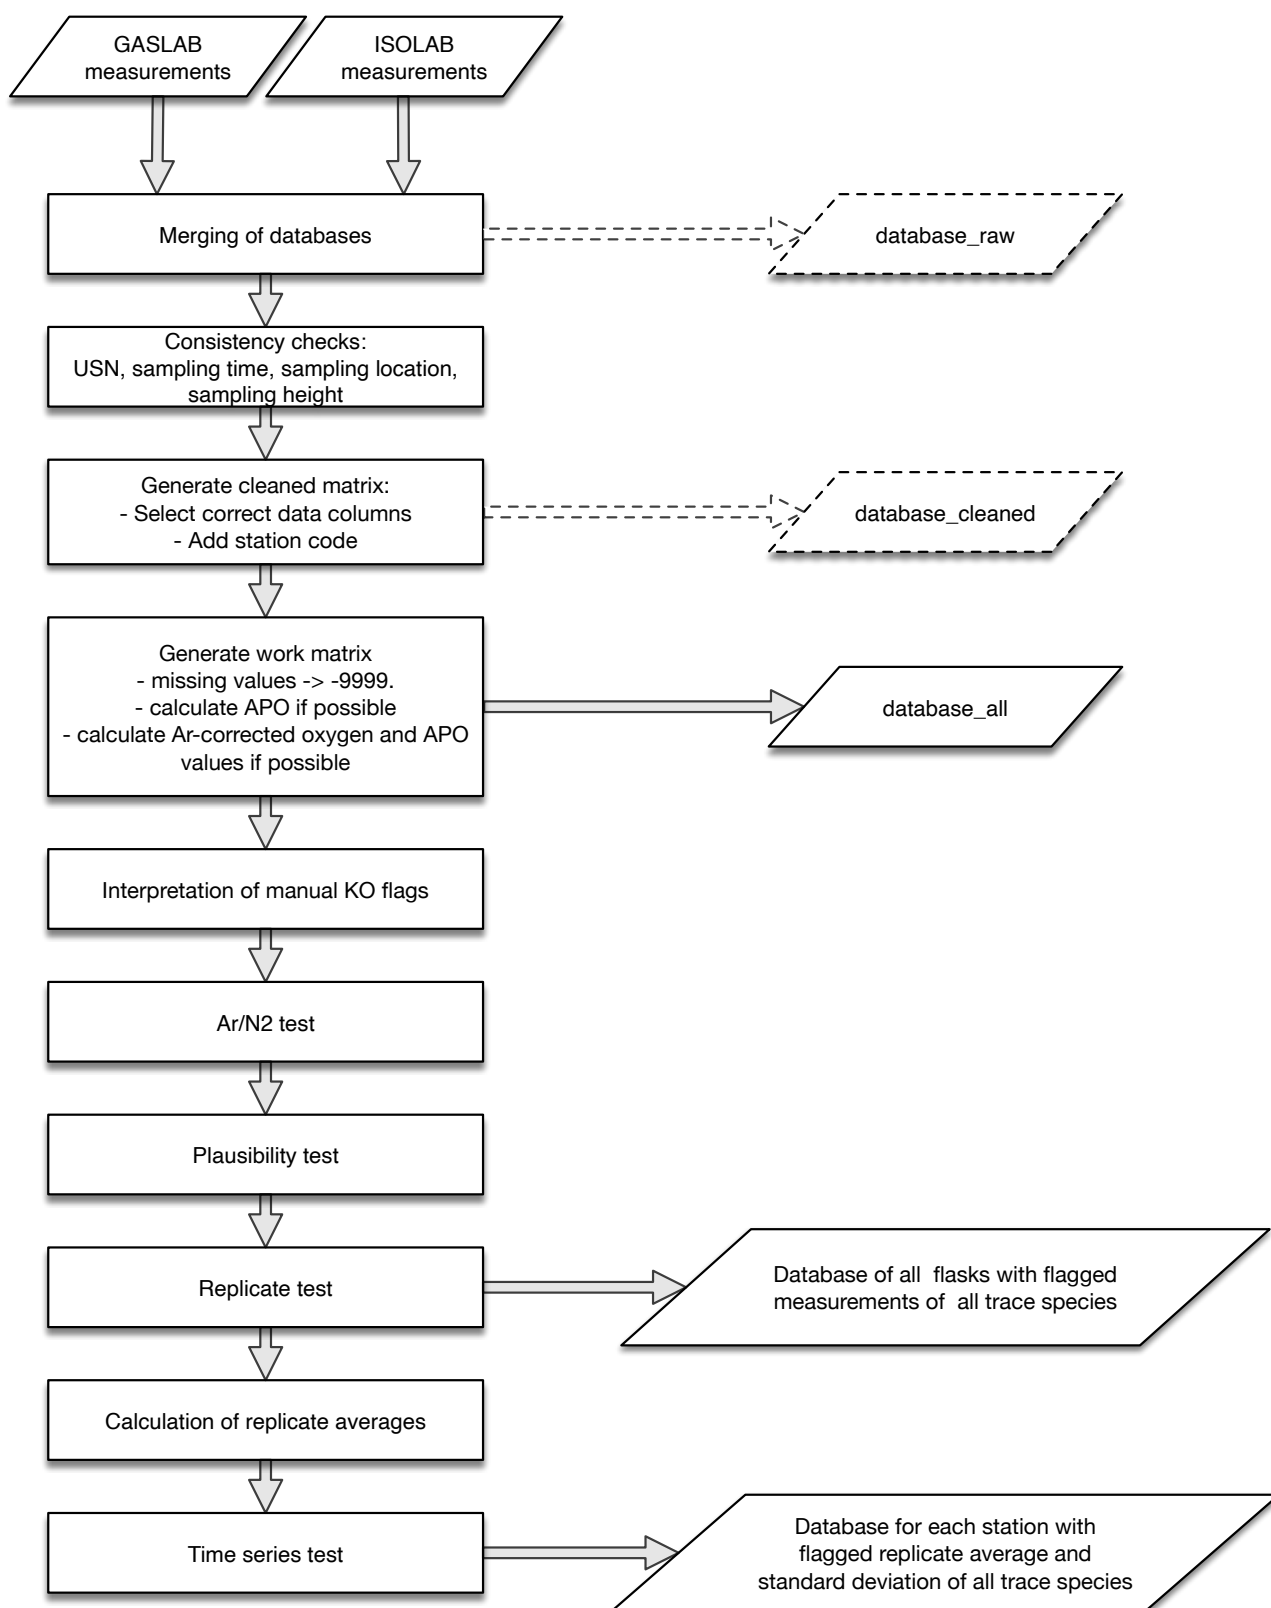 GASLAB
measurements
ISOLAB
measurements
Merging of databases
database_raw
Consistency checks:
USN, sampling time, sampling location,
sampling height
Generate cleaned matrix:
- Select correct data columns
- Add station code
database_cleaned
Generate work matrix
- missing values -> -9999.
- calculate APO if possible
- calculate Ar-corrected oxygen and APO
values if possible
database_all
Interpretation of manual KO flags
Ar/N2 test
Plausibility test
Replicate test
Database of all flasks with flagged
measurements of all trace species
Calculation of replicate averages
Time series test
Database for each station with
flagged replicate average and
standard deviation of all trace species